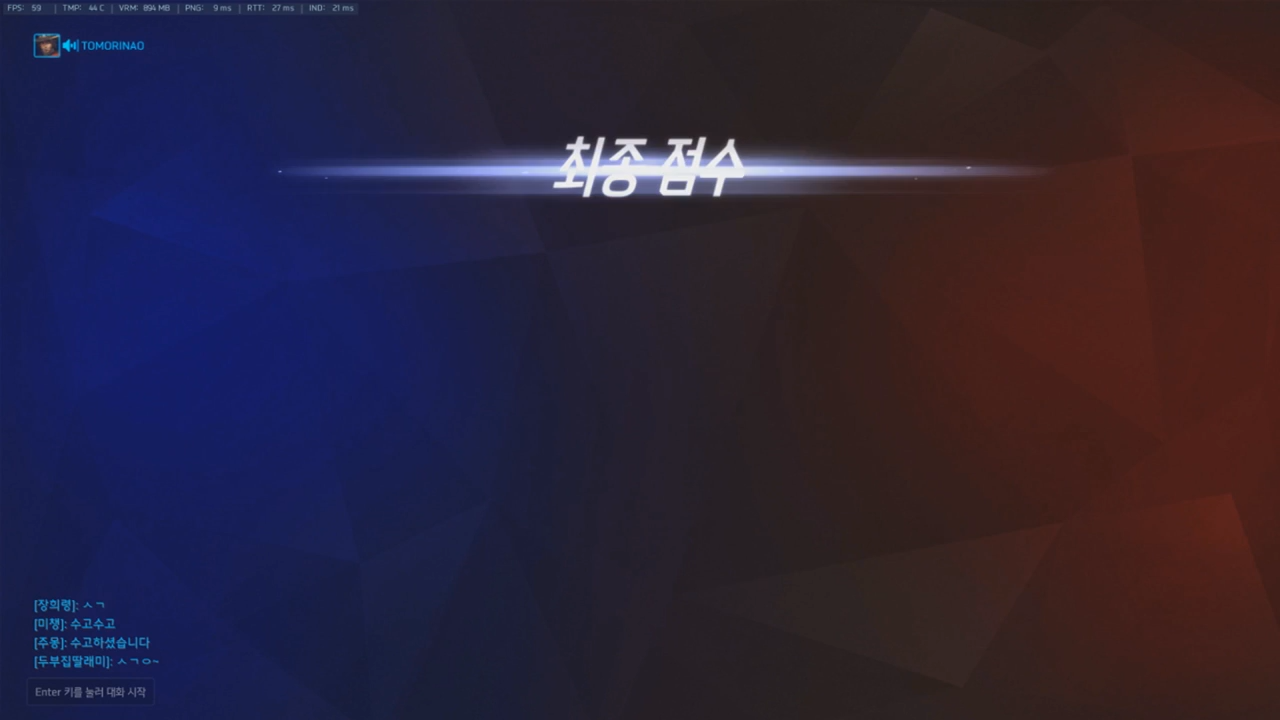 FPS: 59 | TMP: 44 C | VRM: 894 MB | PNG: 9 ms | RTT: 27 ms | IND: 21 ms
TOMORINAO
최종 점수
[장희령]: ㅅㄱ
[미챙]: 수고수고
[주몽]: 수고하셨습니다
[두부집딸래미]: ㅅㄱㅇ~
Enter 키를 눌러 대화 시작